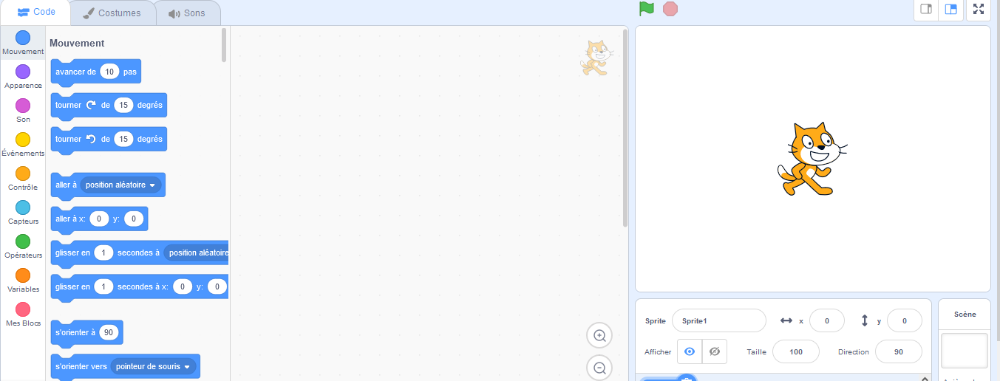 Code
Costumes
Sons
Mouvement
Apparence
Son
Événements
Contrôle
Capteurs
Opérateurs
Variables
Mes Blocs
Mouvement
avancer de 10 pas
tourner de 15 degrés
tourner de 15 degrés
aller à position aléatoire
aller à x: 0 y: 0
glisser en 1 secondes à position aléatoire
glisser en 1 secondes à x: 0 y: 0
s'orienter à 90
s'orienter vers pointeur de souris
Sprite Sprite1 x 0 y 0
Afficher Taille 100 Direction 90
Scène